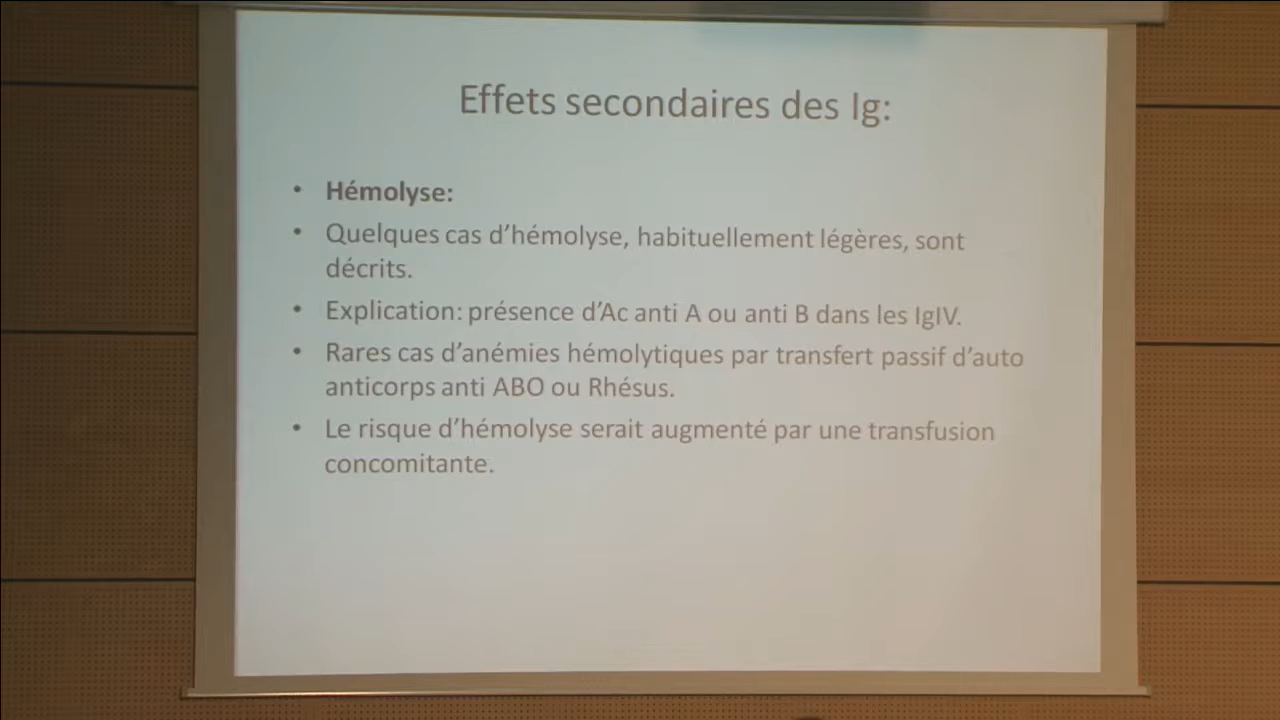 Effets secondaires des Ig:
• Hémolyse:
• Quelques cas d’hémolyse, habituellement légères, sont
décrits.
• Explication: présence d’Ac anti A ou anti B dans les IgIV.
• Rares cas d’anémies hémolytiques par transfert passif d’auto
anticorps anti ABO ou Rhésus.
• Le risque d’hémolyse serait augmenté par une transfusion
concomitante.